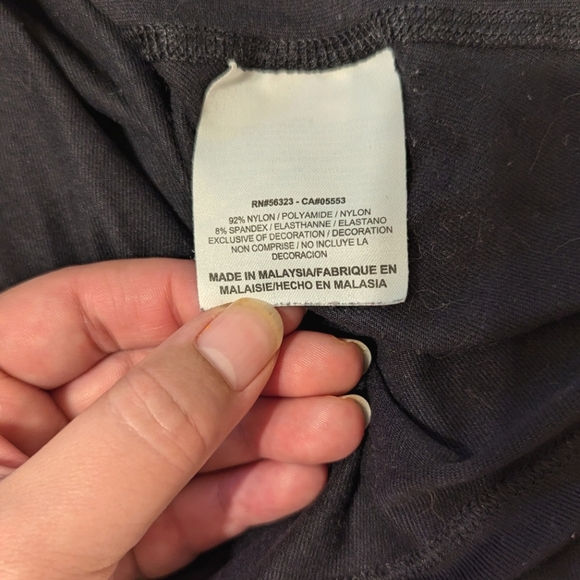 RN#56323 - CA#05553
92% NYLON / POLYAMIDE / NYLON
8% SPANDEX / ELASTHANNE / ELASTANO
EXCLUSIVE OF DECORATION / DECORATION
NON COMPRISE / NO INCLUYE LA
DECORACION
MADE IN MALAYSIA/FABRIQUE EN
MALAISIE/HECHO EN MALASIA